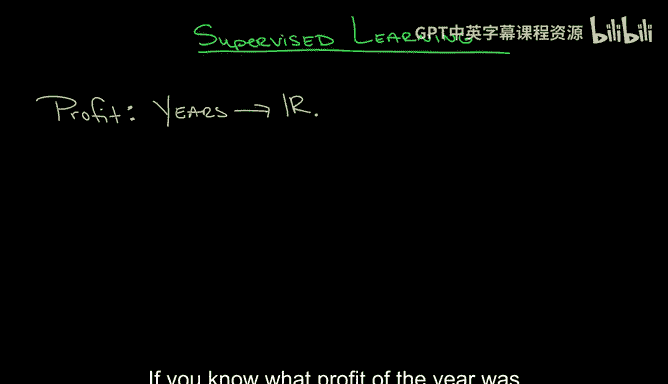 SUPERVISED LEARNING
GPT中英字幕课程资源 bilibili
Profit: YEARS → IR.
If you know what profit of the year was